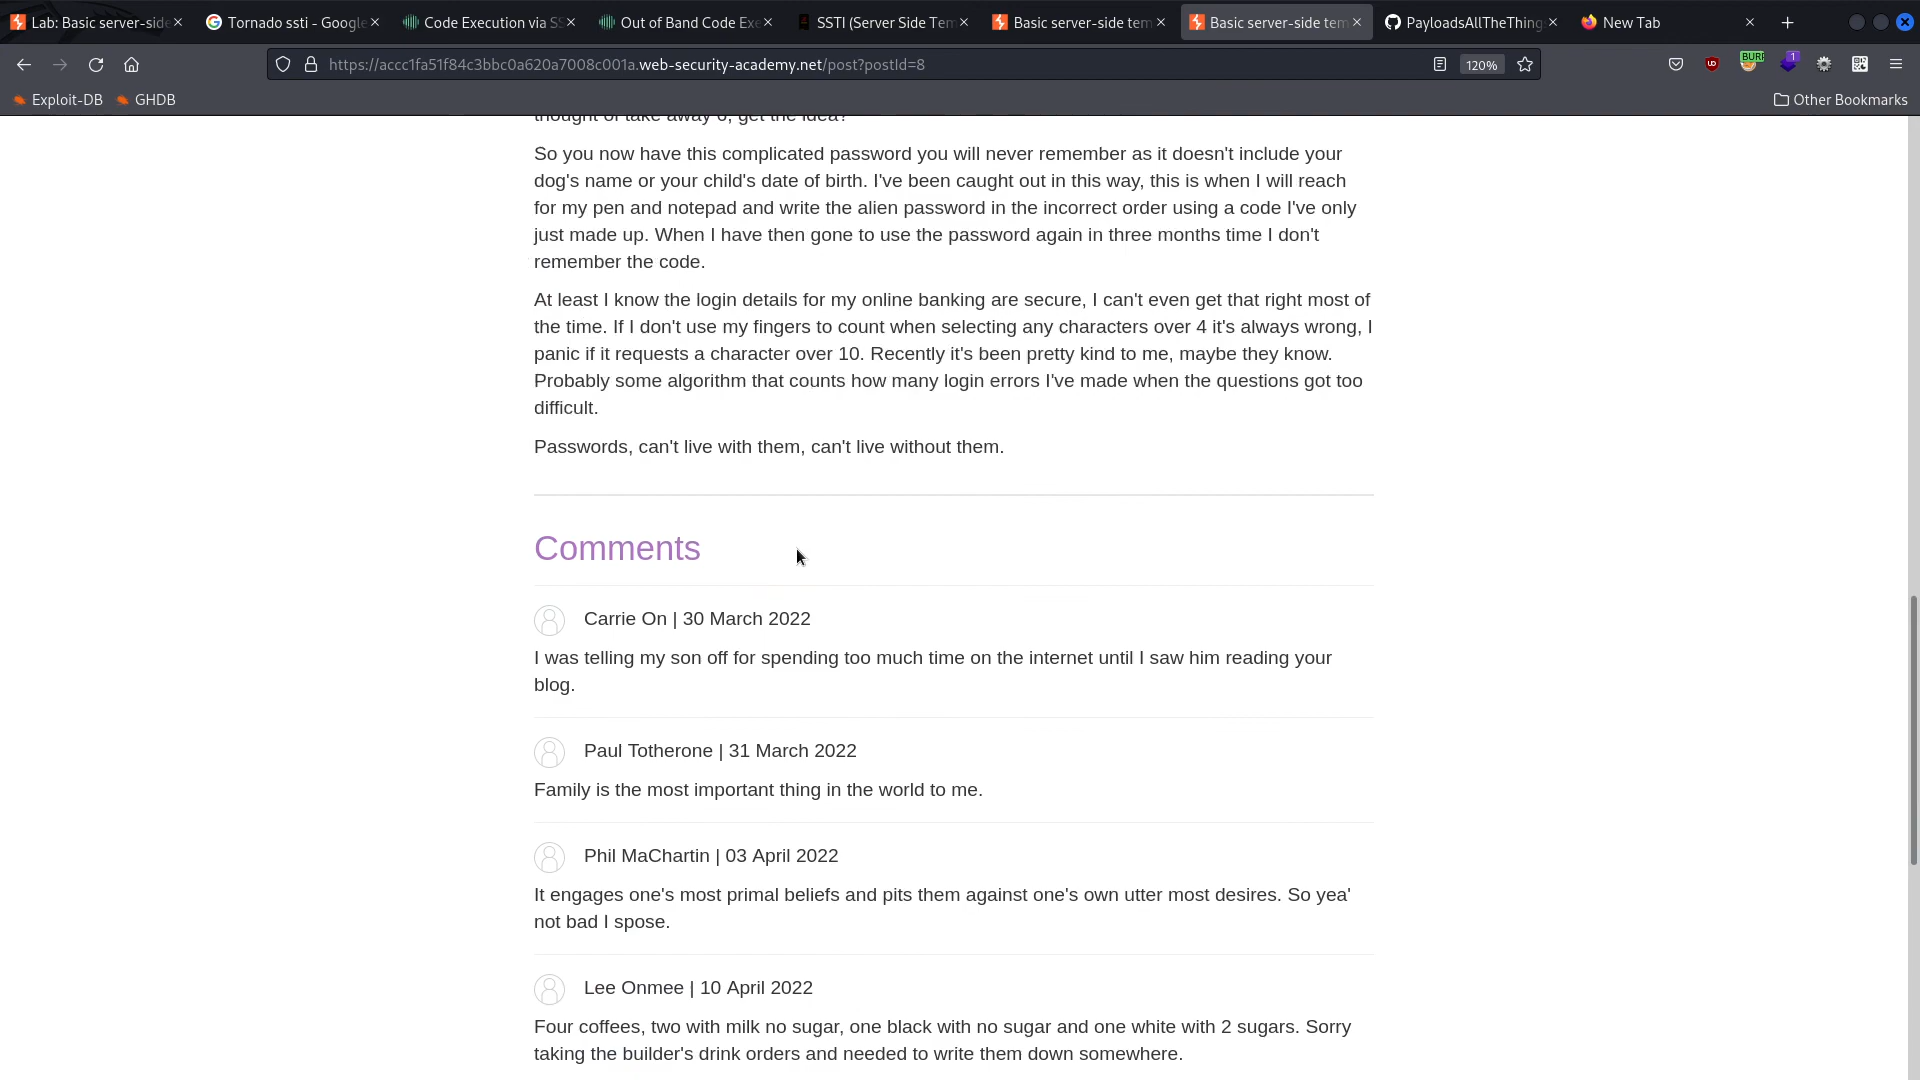 Lab: Basic server-side
Tornado ssti - Google
Code Execution via SS
Out of Band Code Exe
SSTI (Server Side Tem
Basic server-side tem
Basic server-side tem
PayloadsAllTheThing
New Tab
https://accc1fa51f84c3bbc0a620a7008c001a.web-security-academy.net/post?postId=8
120%
BURP
1
Exploit-DB
GHDB
Other Bookmarks
thought of take away 6, get the idea?
So you now have this complicated password you will never remember as it doesn't include your
dog's name or your child's date of birth. I've been caught out in this way, this is when I will reach
for my pen and notepad and write the alien password in the incorrect order using a code I've only
just made up. When I have then gone to use the password again in three months time I don't
remember the code.
At least I know the login details for my online banking are secure, I can't even get that right most of
the time. If I don't use my fingers to count when selecting any characters over 4 it's always wrong, I
panic if it requests a character over 10. Recently it's been pretty kind to me, maybe they know.
Probably some algorithm that counts how many login errors I've made when the questions got too
difficult.
Passwords, can't live with them, can't live without them.
Comments
Carrie On | 30 March 2022
I was telling my son off for spending too much time on the internet until I saw him reading your
blog.
Paul Totherone | 31 March 2022
Family is the most important thing in the world to me.
Phil MaChartin | 03 April 2022
It engages one's most primal beliefs and pits them against one's own utter most desires. So yea'
not bad I spose.
Lee Onmee | 10 April 2022
Four coffees, two with milk no sugar, one black with no sugar and one white with 2 sugars. Sorry
taking the builder's drink orders and needed to write them down somewhere.